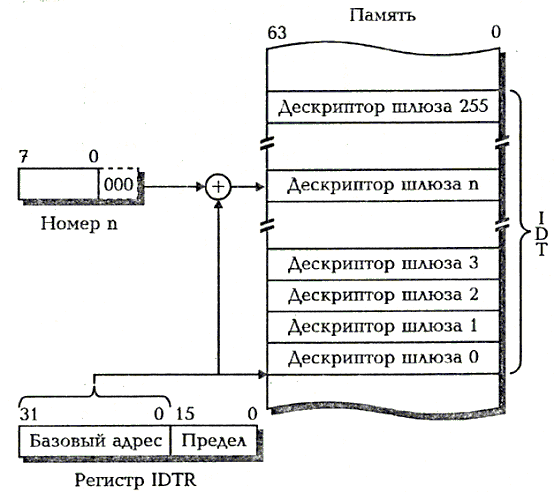 Память
63 0
Дескриптор шлюза 255
7 0
000
Номер n
Дескриптор шлюза n
Дескриптор шлюза 3
Дескриптор шлюза 2
Дескриптор шлюза 1
Дескриптор шлюза 0
IDT
31 0 15 0
Базовый адрес Предел
Регистр IDTR